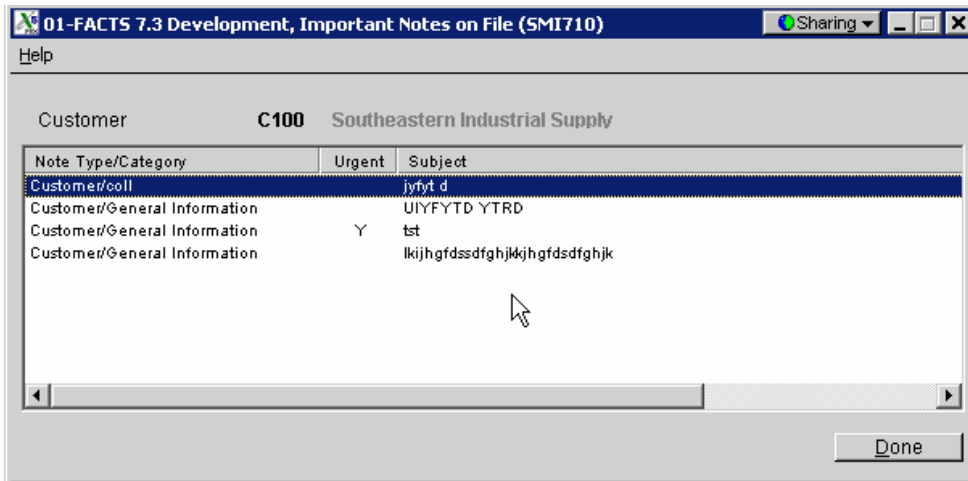 01-FACTS 7.3 Development, Important Notes on File (SMI710) Sharing
Help
Customer C100 Southeastern Industrial Supply
Note Type/Category Urgent Subject
Customer/coll jyfyt d
Customer/General Information UIYFYTD YTRD
Customer/General Information Y tst
Customer/General Information lkijhgfdssdfghjkkjhgfdsdfghjk
Done